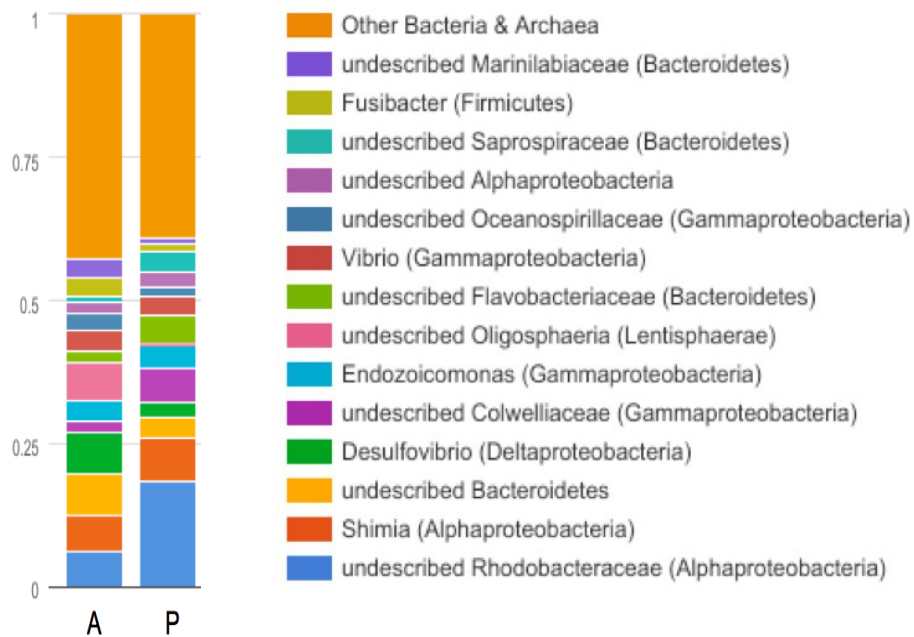 1
0.75
0.5
0.25
0
A P
Other Bacteria & Archaea
undescribed Marinilabiaceae (Bacteroidetes)
Fusibacter (Firmicutes)
undescribed Saprospiraceae (Bacteroidetes)
undescribed Alphaproteobacteria
undescribed Oceanospirillaceae (Gammaproteobacteria)
Vibrio (Gammaproteobacteria)
undescribed Flavobacteriaceae (Bacteroidetes)
undescribed Oligosphaeria (Lentisphaerae)
Endozoicomonas (Gammaproteobacteria)
undescribed Colwelliaceae (Gammaproteobacteria)
Desulfovibrio (Deltaproteobacteria)
undescribed Bacteroidetes
Shimia (Alphaproteobacteria)
undescribed Rhodobacteraceae (Alphaproteobacteria)